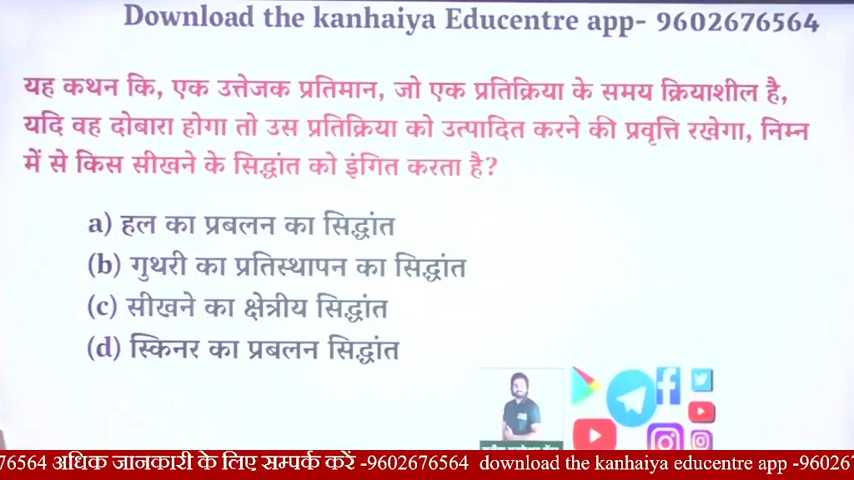 Download the kanhaiya Educentre app- 9602676564
यह कथन कि, एक उत्तेजक प्रतिमान, जो एक प्रतिक्रिया के समय क्रियाशील है,
यदि वह दोबारा होगा तो उस प्रतिक्रिया को उत्पादित करने की प्रवृत्ति रखेगा, निम्न
में से किस सीखने के सिद्धांत को इंगित करता है?
a) हल का प्रबलन का सिद्धांत
(b) गुथरी का प्रतिस्थापन का सिद्धांत
(c) सीखने का क्षेत्रीय सिद्धांत
(d) स्किनर का प्रबलन सिद्धांत
76564 अधिक जानकारी के लिए सम्पर्क करें -9602676564 download the kanhaiya educentre app -96026